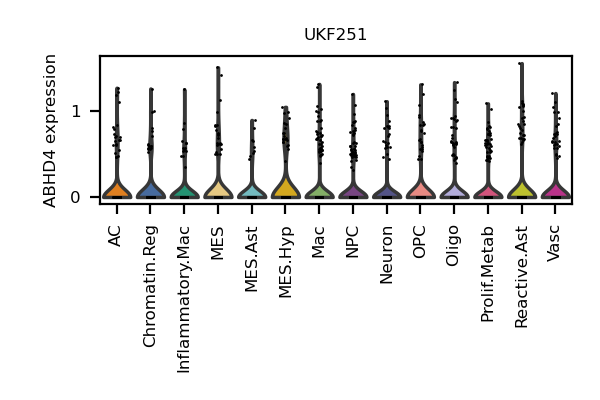 UKF251
ABHD4 expression
1
0
AC
Chromatin.Reg
Inflammatory.Mac
MES
MES.Ast
MES.Hyp
Mac
NPC
Neuron
OPC
Oligo
Prolif.Metab
Reactive.Ast
Vasc